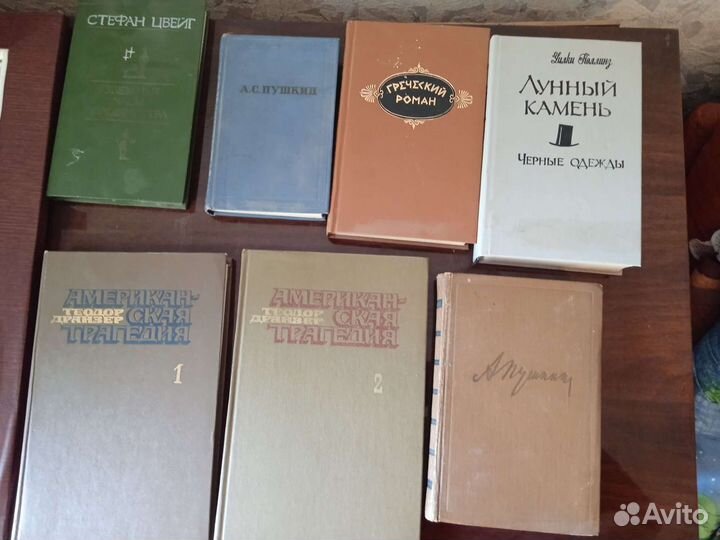 СТЕФАН ЦВЕЙГ
А.С.ПУШКИН
ГРЕЧЕСКИЙ
РОМАН
Уилки Коллинз
ЛУННЫЙ
КАМЕНЬ
ЧЕРНЫЕ ОДЕЖДЫ
АМЕРИКАН-
ТЕОДОР СКАЯ
ДРАЙЗЕР ТРАГЕДИЯ
1
АМЕРИКАН-
ТЕОДОР СКАЯ
ДРАЙЗЕР ТРАГЕДИЯ
2
А Пушкин
Avito